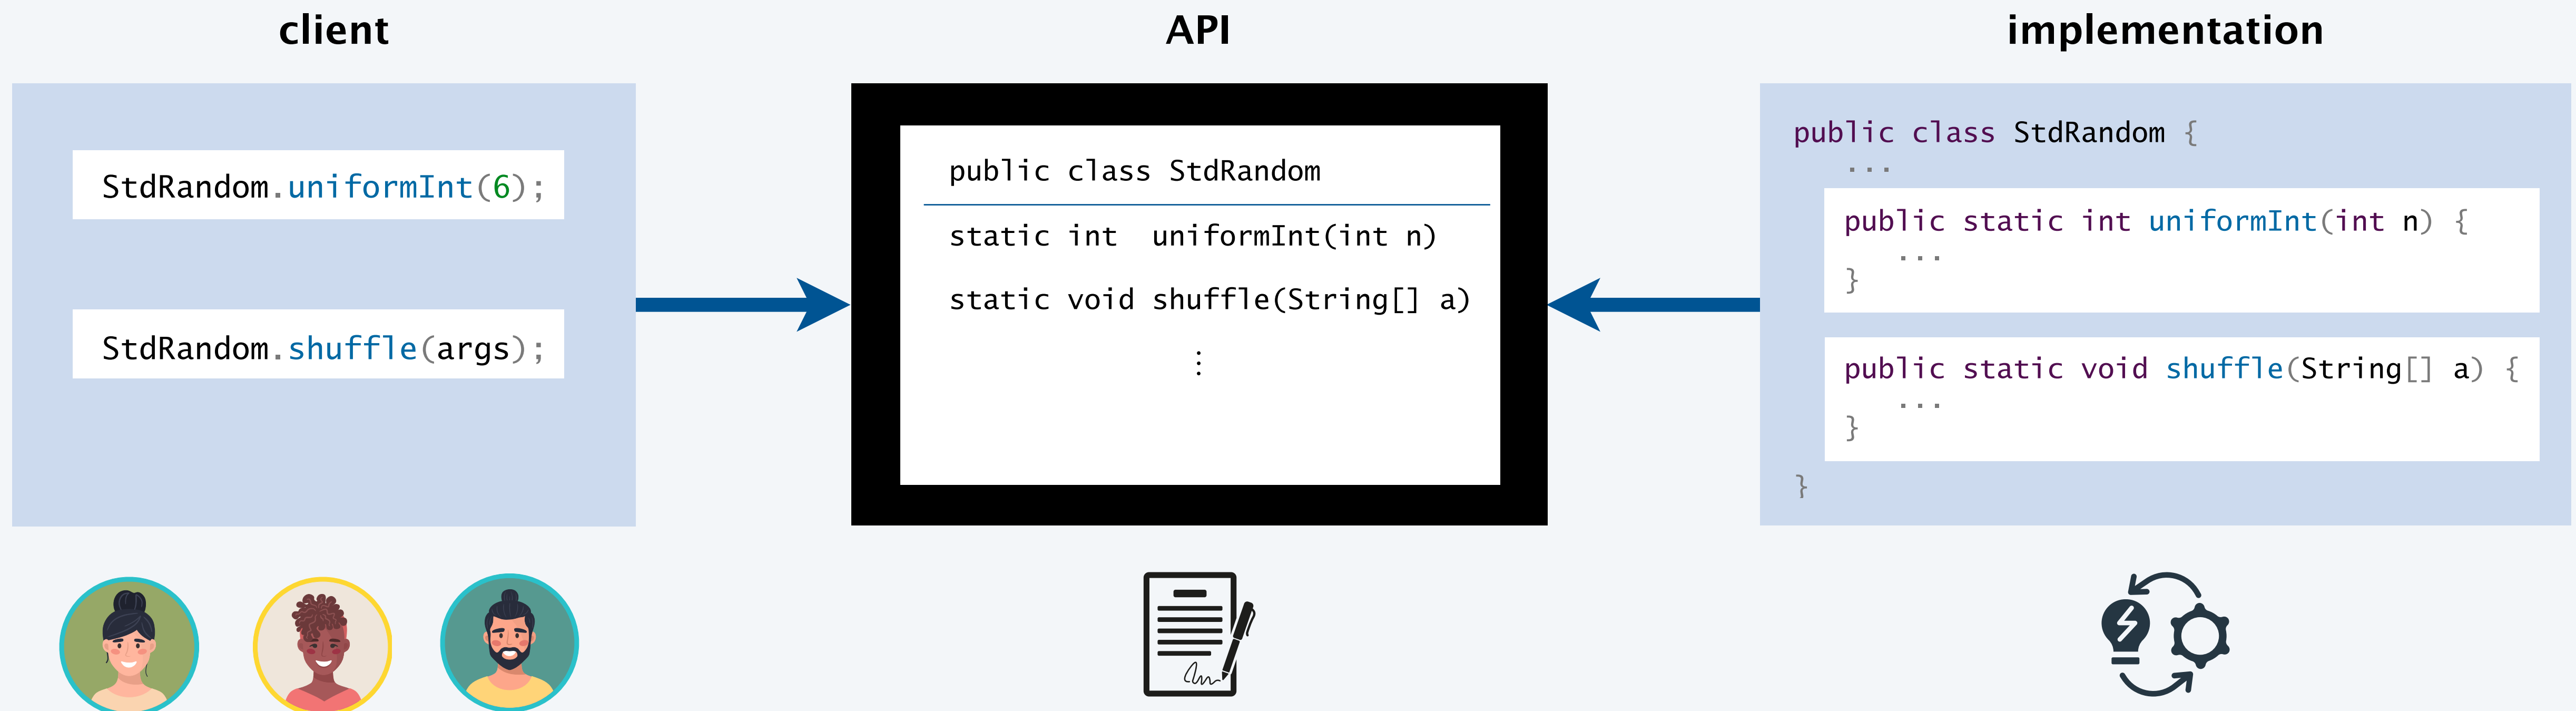 client
StdRandom.uniformInt(6);
StdRandom.shuffle(args);
API
public class StdRandom
static int  uniformInt(int n)
static void shuffle(String[] a)
⋮
implementation
public class StdRandom {
...
public static int uniformInt(int n) {
...
}
public static void shuffle(String[] a) {
...
}
}